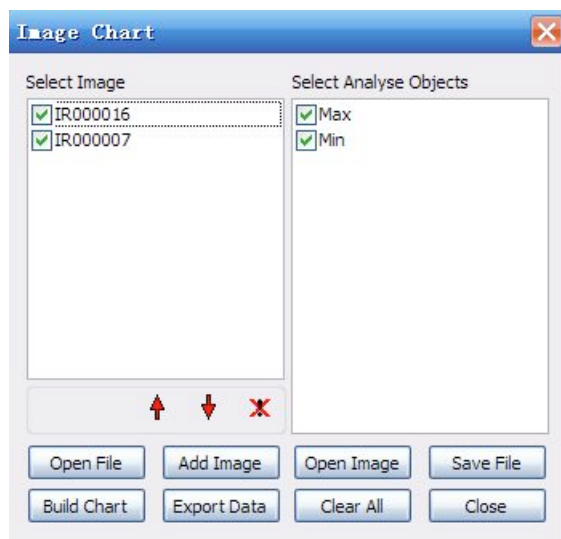 Image Chart
Select Image
Select Analyse Objects
IR000016
IR000007
Max
Min
Open File
Add Image
Open Image
Save File
Build Chart
Export Data
Clear All
Close